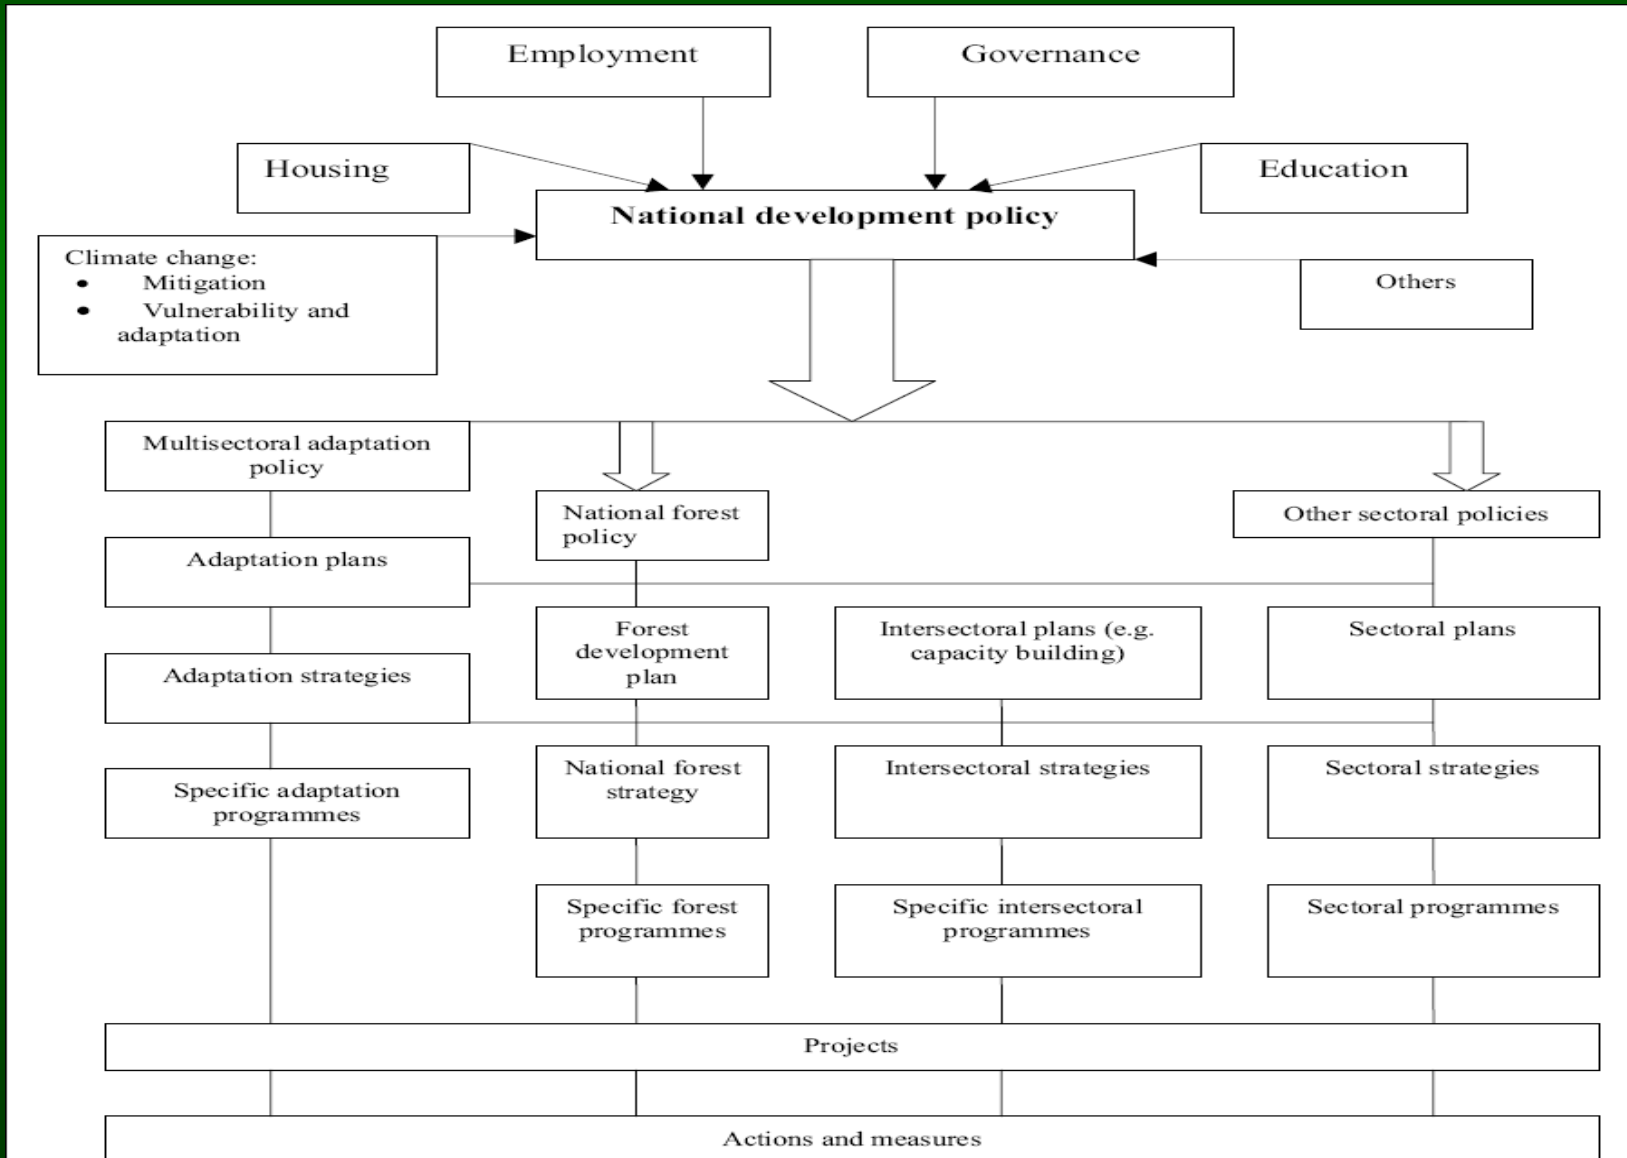 Employment
Governance
Housing
Education
National development policy
Climate change:
• Mitigation
• Vulnerability and
adaptation
Others
Multisectoral adaptation
policy
National forest
policy
Other sectoral policies
Adaptation plans
Forest
development
plan
Intersectoral plans (e.g.
capacity building)
Sectoral plans
Adaptation strategies
National forest
strategy
Intersectoral strategies
Sectoral strategies
Specific adaptation
programmes
Specific forest
programmes
Specific intersectoral
programmes
Sectoral programmes
Projects
Actions and measures